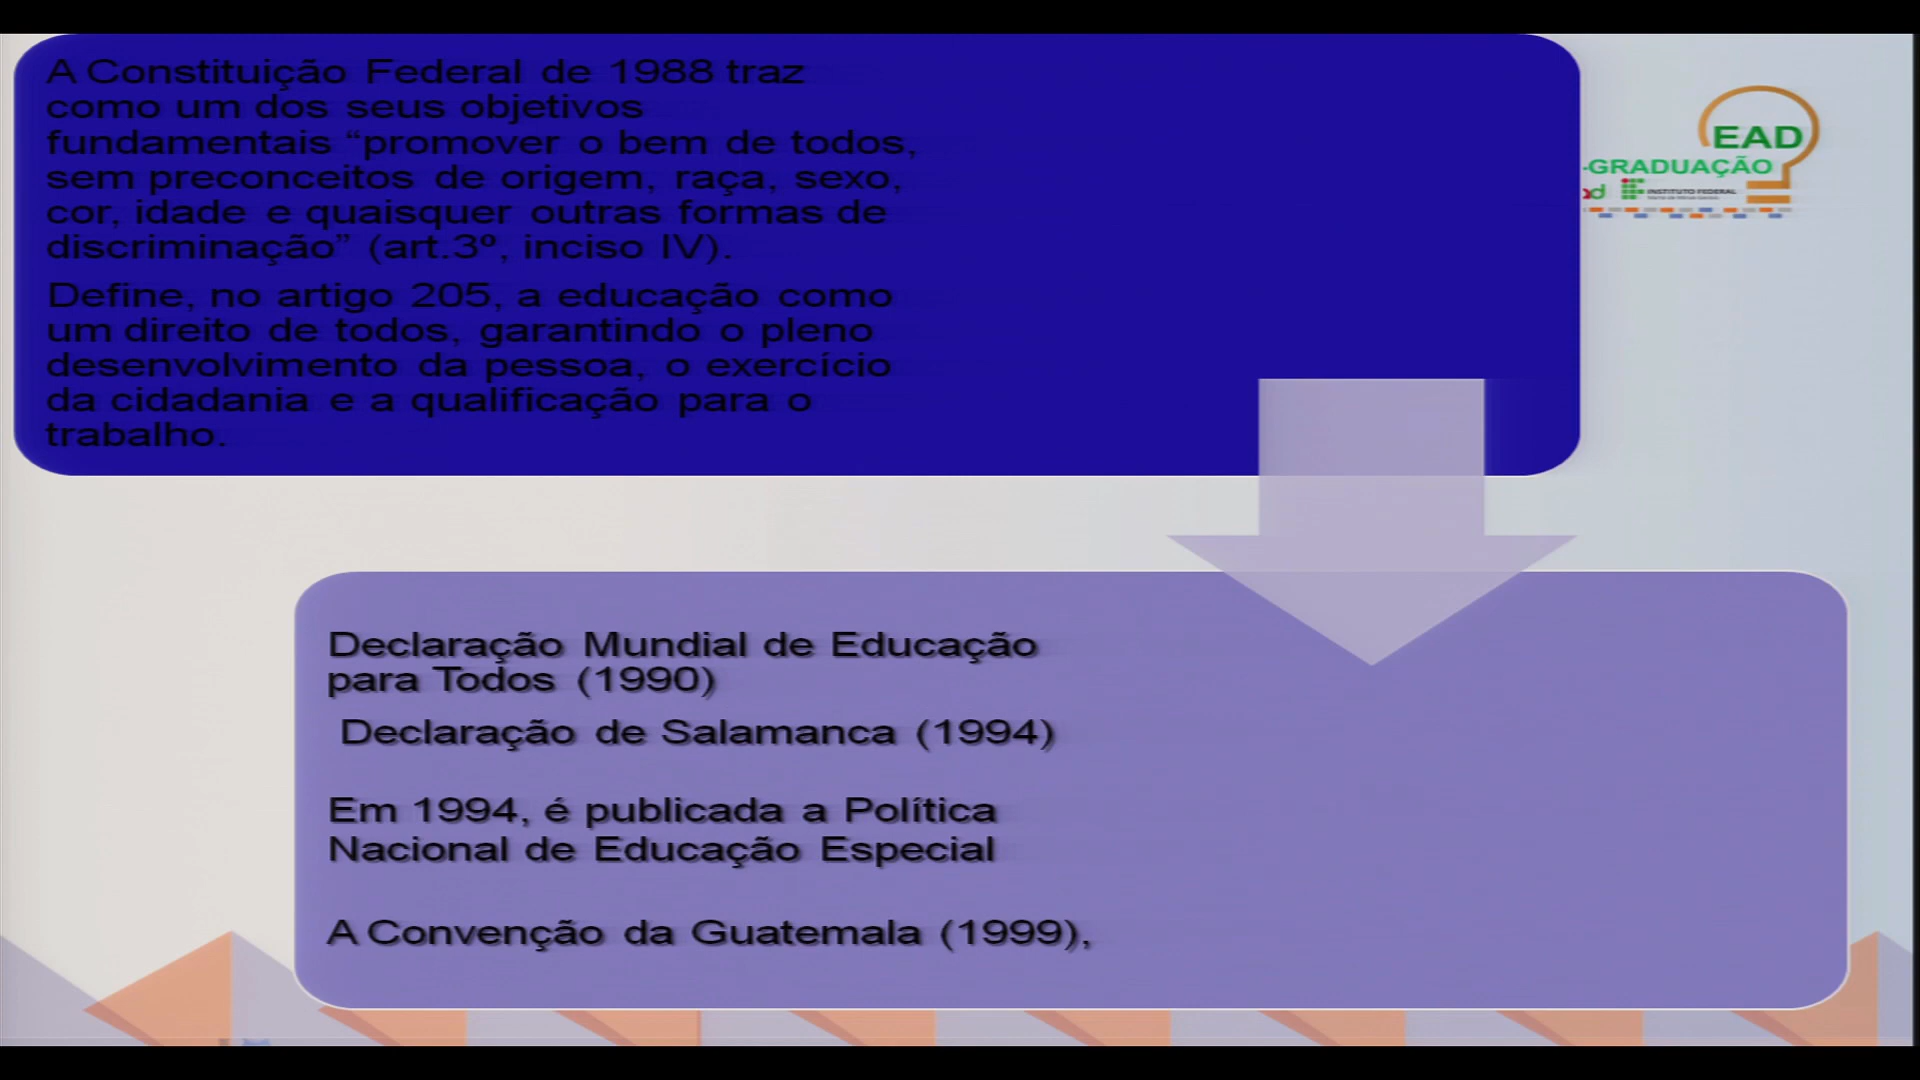 A Constituição Federal de 1988 traz
como um dos seus objetivos
fundamentais “promover o bem de todos,
sem preconceitos de origem, raça, sexo,
cor, idade e quaisquer outras formas de
discriminação” (art.3º, inciso IV).
Define, no artigo 205, a educação como
um direito de todos, garantindo o pleno
desenvolvimento da pessoa, o exercício
da cidadania e a qualificação para o
trabalho.
EAD
-GRADUAÇÃO
INSTITUTO FEDERAL
Declaração Mundial de Educação
para Todos (1990)
Declaração de Salamanca (1994)
Em 1994, é publicada a Política
Nacional de Educação Especial
A Convenção da Guatemala (1999),